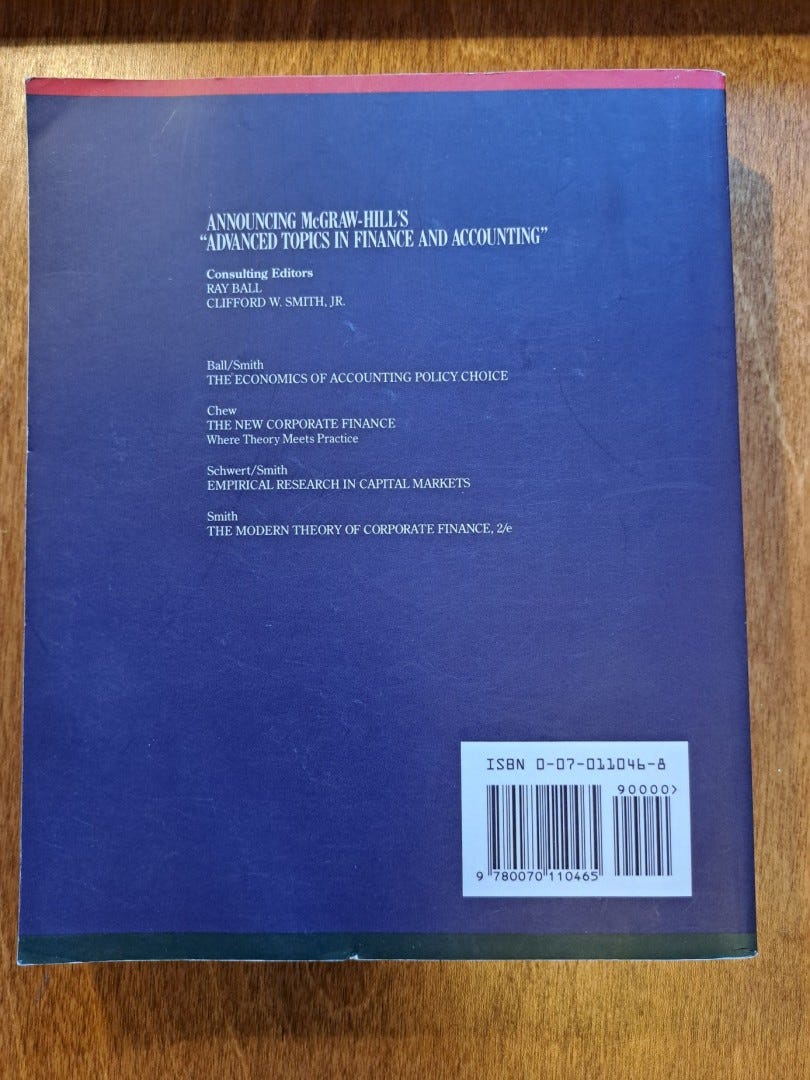 ANNOUNCING McGRAW-HILL'S
“ADVANCED TOPICS IN FINANCE AND ACCOUNTING”
Consulting Editors
RAY BALL
CLIFFORD W. SMITH, JR.
Ball/Smith
THE ECONOMICS OF ACCOUNTING POLICY CHOICE
Chew
THE NEW CORPORATE FINANCE
Where Theory Meets Practice
Schwert/Smith
EMPIRICAL RESEARCH IN CAPITAL MARKETS
Smith
THE MODERN THEORY OF CORPORATE FINANCE, 2/e
ISBN 0-07-011046-8
90000>
9 780070 110465